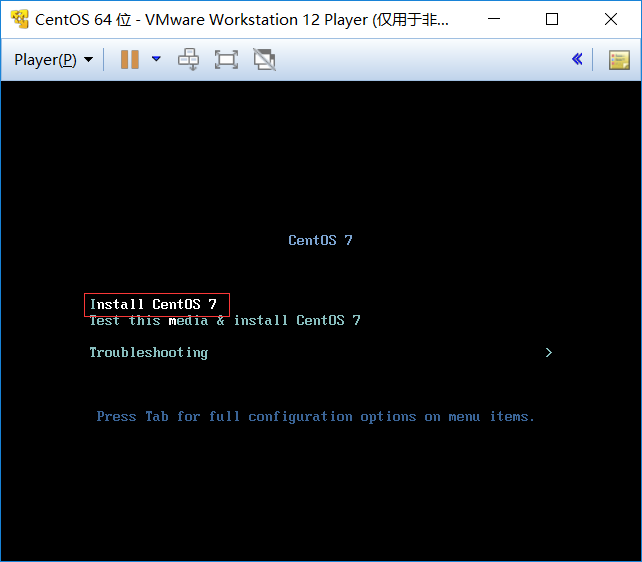 CentOS 64 位 - VMware Workstation 12 Player (仅用于非...
Player(P)
CentOS 7
Install CentOS 7
Test this media & install CentOS 7
Troubleshooting >
Press Tab for full configuration options on menu items.